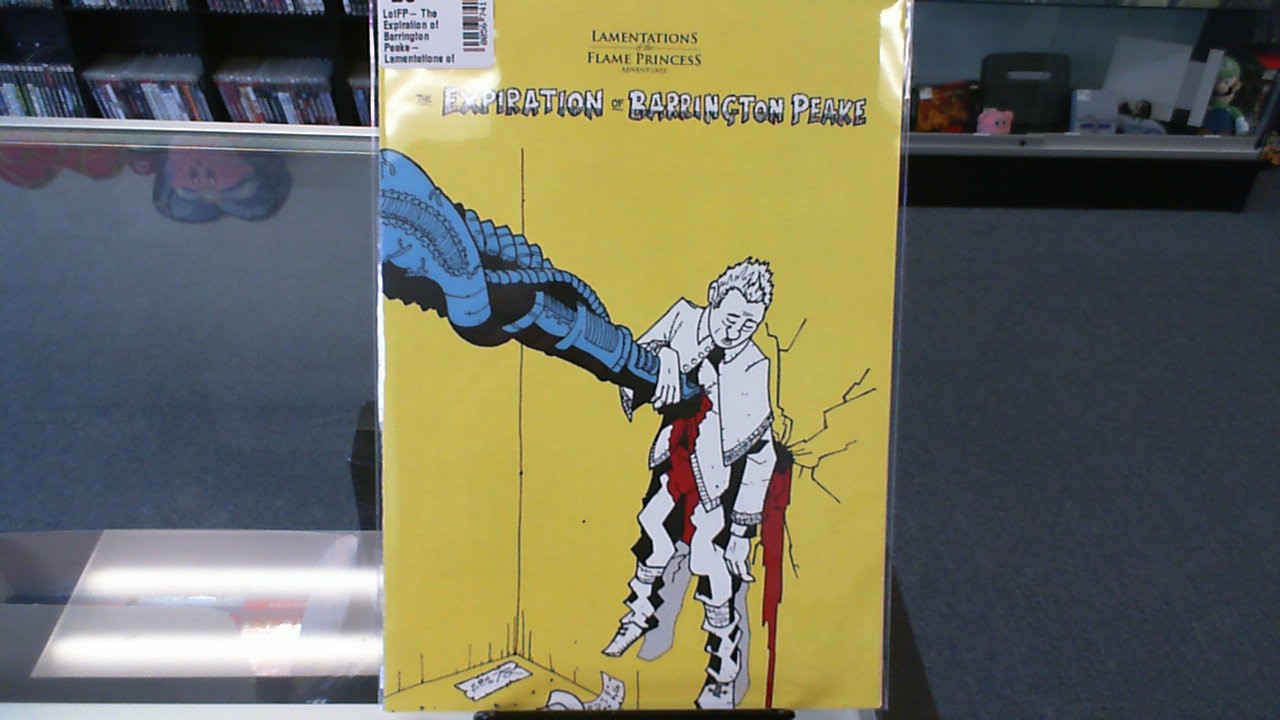 LotFP - The
Expiration of
Barrington
Peake -
Lamentations of
LAMENTATIONS
of the
FLAME PRINCESS
ADVENTURES
THE EXPIRATION OF BARRINGTON PEAKE